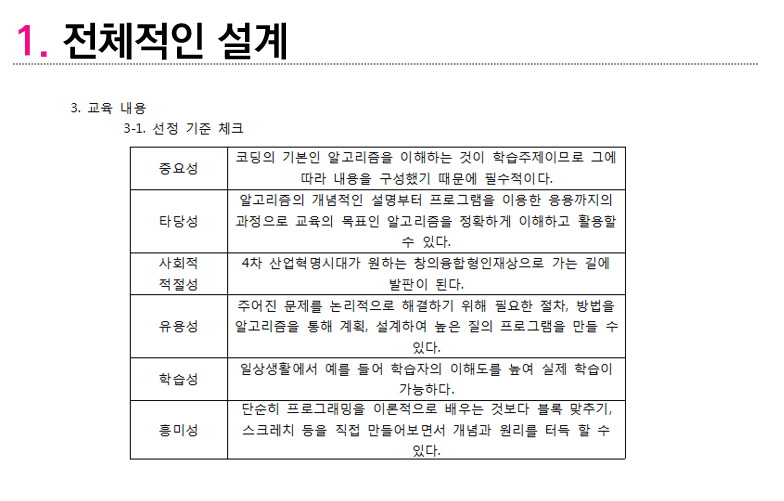 1. 전체적인 설계
3. 교육 내용
3-1. 선정 기준 체크
중요성
코딩의 기본인 알고리즘을 이해하는 것이 학습주제이므로 그에
따라 내용을 구성했기 때문에 필수적이다.
타당성
알고리즘의 개념적인 설명부터 프로그램을 이용한 응용까지의
과정으로 교육의 목표인 알고리즘을 정확하게 이해하고 활용할
수 있다.
사회적
적절성
4차 산업혁명시대가 원하는 창의융합형인재상으로 가는 길에
발판이 된다.
유용성
주어진 문제를 논리적으로 해결하기 위해 필요한 절차, 방법을
알고리즘을 통해 계획, 설계하여 높은 질의 프로그램을 만들 수
있다.
학습성
일상생활에서 예를 들어 학습자의 이해도를 높여 실제 학습이
가능하다.
흥미성
단순히 프로그래밍을 이론적으로 배우는 것보다 블록 맞추기,
스크레치 등을 직접 만들어보면서 개념과 원리를 터득 할 수
있다.